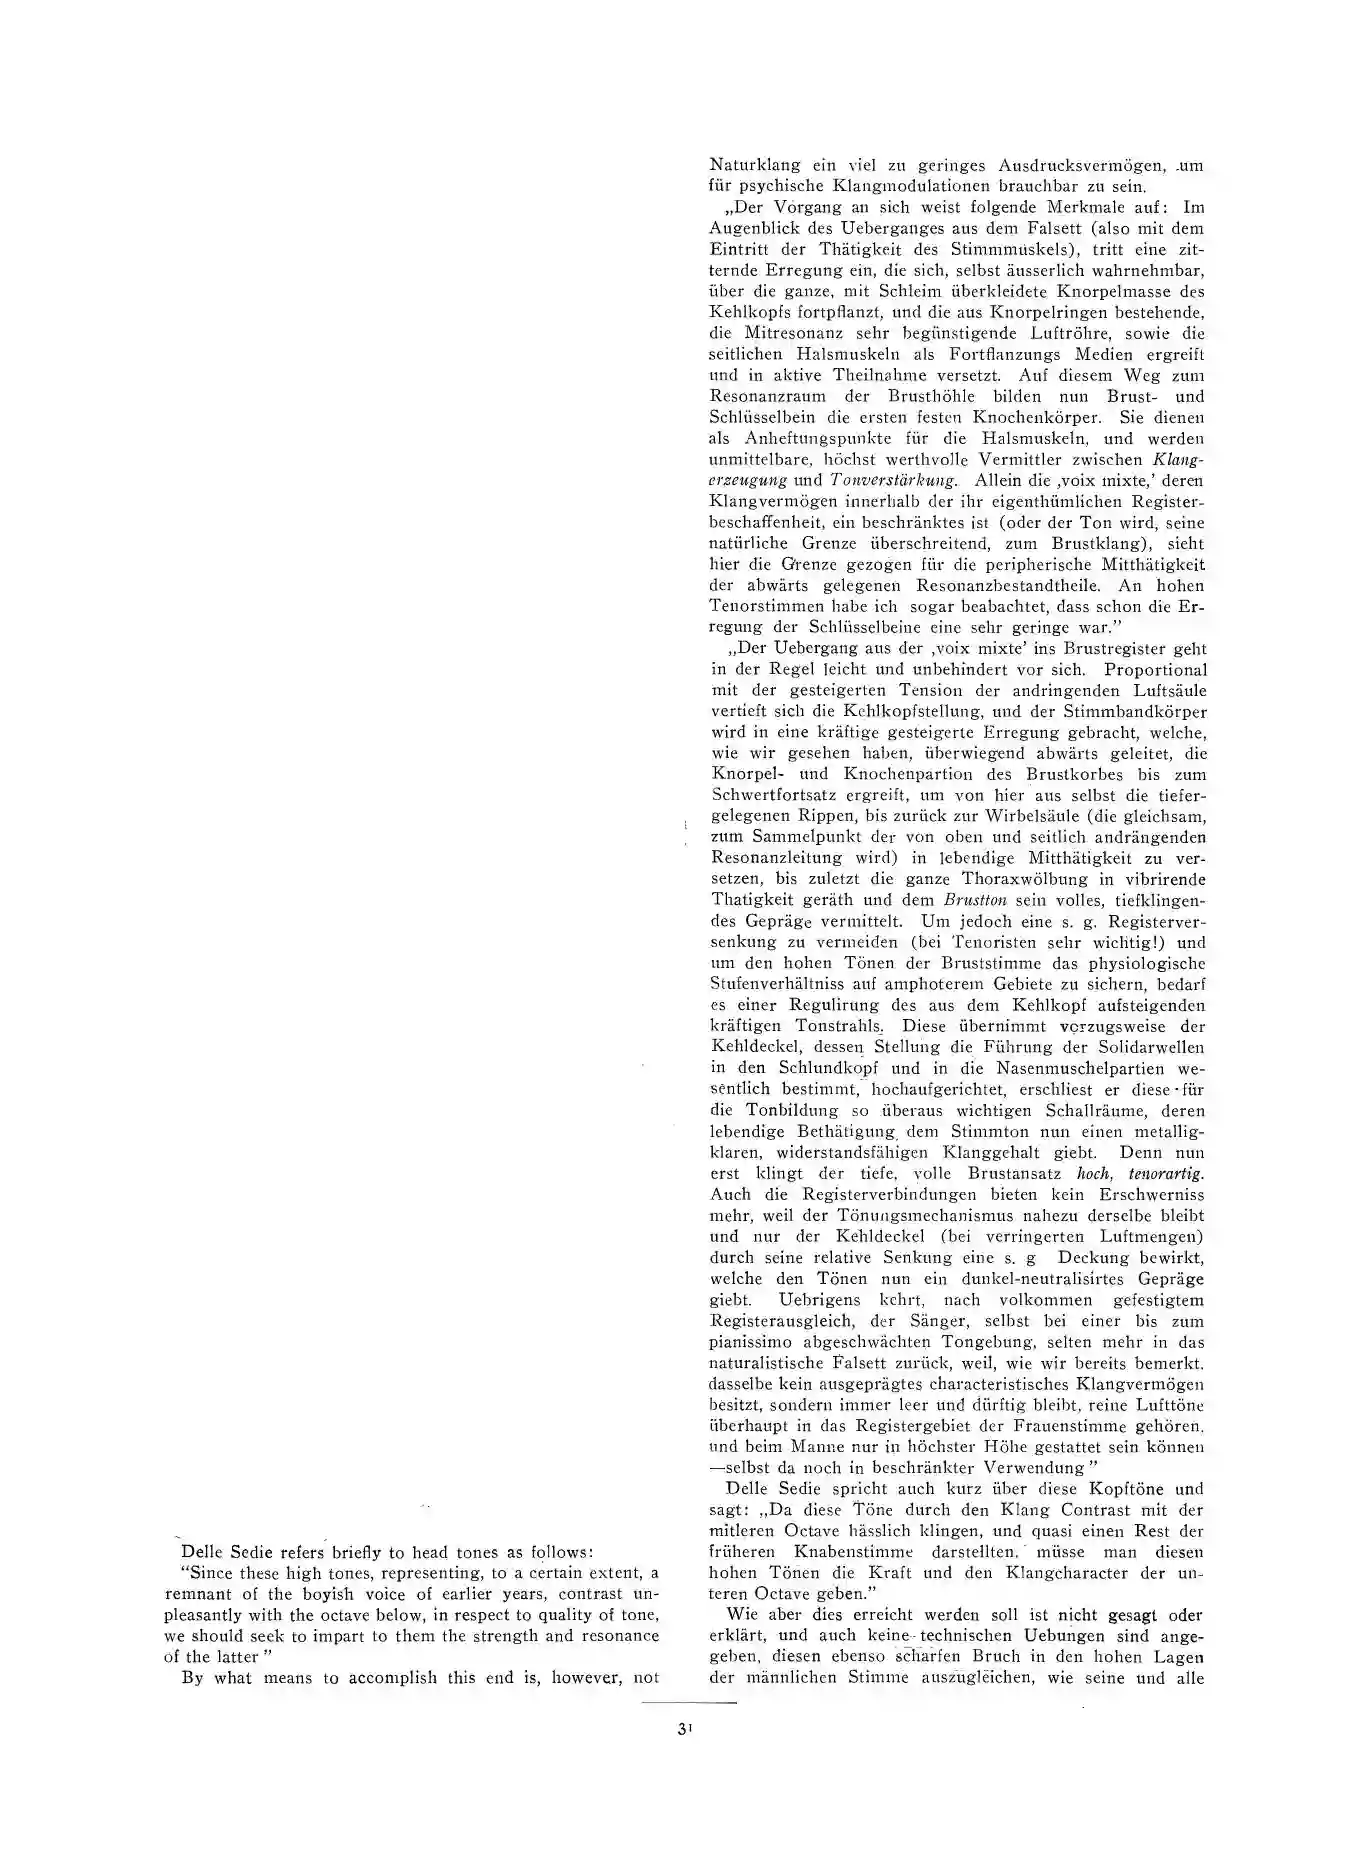 Delle Sedie refers briefly to head tones as follows:
“Since these high tones, representing, to a certain extent, a
remnant of the boyish voice of earlier years, contrast un-
pleasantly with the octave below, in respect to quality of tone,
we should seek to impart to them the strength and resonance
of the latter ”
By what means to accomplish this end is, however, not
Naturklang ein viel zu geringes Ausdrucksvermögen, um
für psychische Klangmodulationen brauchbar zu sein.
„Der Vorgang an sich weist folgende Merkmale auf: Im
Augenblick des Ueberganges aus dem Falsett (also mit dem
Eintritt der Thätigkeit des Stimmmuskels), tritt eine zit-
ternde Erregung ein, die sich, selbst äusserlich wahrnehmbar,
über die ganze, mit Schleim überkleidete Knorpelmasse des
Kehlkopfs fortpflanzt, und die aus Knorpelringen bestehende,
die Mitresonanz sehr begünstigende Luftröhre, sowie die
seitlichen Halsmuskeln als Fortflanzungs Medien ergreift
und in aktive Theilnahme versetzt. Auf diesem Weg zum
Resonanzraum der Brusthöhle bilden nun Brust- und
Schlüsselbein die ersten festen Knochenkörper. Sie dienen
als Anheftungspunkte für die Halsmuskeln, und werden
unmittelbare, höchst werthvolle Vermittler zwischen Klang-
erzeugung und Tonverstärkung. Allein die ‚voix mixte,’ deren
Klangvermögen innerhalb der ihr eigenthümlichen Register-
beschaffenheit, ein beschränktes ist (oder der Ton wird, seine
natürliche Grenze überschreitend, zum Brustklang), sieht
hier die Grenze gezogen für die peripherische Mitthätigkeit
der abwärts gelegenen Resonanzbestandtheile. An hohen
Tenorstimmen habe ich sogar beabachtet, dass schon die Er-
regung der Schlüsselbeine eine sehr geringe war.”
„Der Uebergang aus der ‚voix mixte’ ins Brustregister geht
in der Regel leicht und unbehindert vor sich. Proportional
mit der gesteigerten Tension der andringenden Luftsäule
vertieft sich die Kehlkopfstellung, und der Stimmbandkörper
wird in eine kräftige gesteigerte Erregung gebracht, welche,
wie wir gesehen haben, überwiegend abwärts geleitet, die
Knorpel- und Knochenpartion des Brustkorbes bis zum
Schwertfortsatz ergreift, um von hier aus selbst die tiefer-
gelegenen Rippen, bis zurück zur Wirbelsäule (die gleichsam,
zum Sammelpunkt der von oben und seitlich andrängenden
Resonanzleitung wird) in lebendige Mitthätigkeit zu ver-
setzen, bis zuletzt die ganze Thoraxwölbung in vibrirende
Thatigkeit geräth und dem Brustton sein volles, tiefklingen-
des Gepräge vermittelt. Um jedoch eine s. g. Registerver-
senkung zu vermeiden (bei Tenoristen sehr wichtig!) und
um den hohen Tönen der Bruststimme das physiologische
Stufenverhältniss auf amphoterem Gebiete zu sichern, bedarf
es einer Regulirung des aus dem Kehlkopf aufsteigenden
kräftigen Tonstrahls. Diese übernimmt vorzugsweise der
Kehldeckel, dessen Stellung die Führung der Solidarwellen
in den Schlundkopf und in die Nasenmuschelpartien we-
sentlich bestimmt, hochaufgerichtet, erschliest er diese für
die Tonbildung so überaus wichtigen Schallräume, deren
lebendige Bethätigung dem Stimmton nun einen metallig-
klaren, widerstandsfähigen Klanggehalt giebt. Denn nun
erst klingt der tiefe, volle Brustansatz hoch, tenorartig.
Auch die Registerverbindungen bieten kein Erschwerniss
mehr, weil der Tönungsmechanismus nahezu derselbe bleibt
und nur der Kehldeckel (bei verringerten Luftmengen)
durch seine relative Senkung eine s. g Deckung bewirkt,
welche den Tönen nun ein dunkel-neutralisirtes Gepräge
giebt. Uebrigens kehrt, nach volkommen gefestigtem
Registerausgleich, der Sänger, selbst bei einer bis zum
pianissimo abgeschwächten Tongebung, selten mehr in das
naturalistische Falsett zurück, weil, wie wir bereits bemerkt.
dasselbe kein ausgeprägtes characteristisches Klangvermögen
besitzt, sondern immer leer und dürftig bleibt, reine Lufttöne
überhaupt in das Registergebiet der Frauenstimme gehören,
und beim Manne nur in höchster Höhe gestattet sein können
—selbst da noch in beschränkter Verwendung ”
Delle Sedie spricht auch kurz über diese Kopftöne und
sagt: „Da diese Töne durch den Klang Contrast mit der
mitleren Octave hässlich klingen, und quasi einen Rest der
früheren Knabenstimme darstellten, müsse man diesen
hohen Tönen die Kraft und den Klangcharacter der un-
teren Octave geben.”
Wie aber dies erreicht werden soll ist nicht gesagt oder
erklärt, und auch keine technischen Uebungen sind ange-
geben, diesen ebenso scharfen Bruch in den hohen Lagen
der männlichen Stimme auszugleichen, wie seine und alle
31